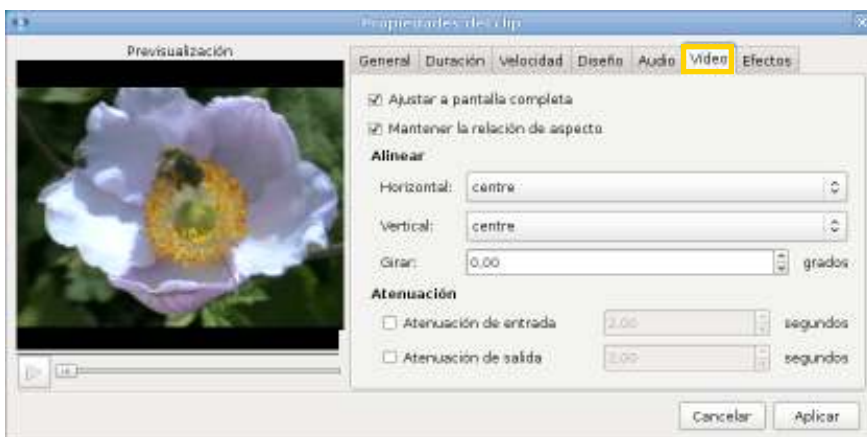 Propiedades del clip
Previsualización
General Duración Velocidad Diseño Audio Vídeo Efectos
Ajustar a pantalla completa
Mantener la relación de aspecto
Alinear
Horizontal: centre
Vertical: centre
Girar: 0,00 grados
Atenuación
Atenuación de entrada 2,00 segundos
Atenuación de salida 2,00 segundos
Cancelar Aplicar